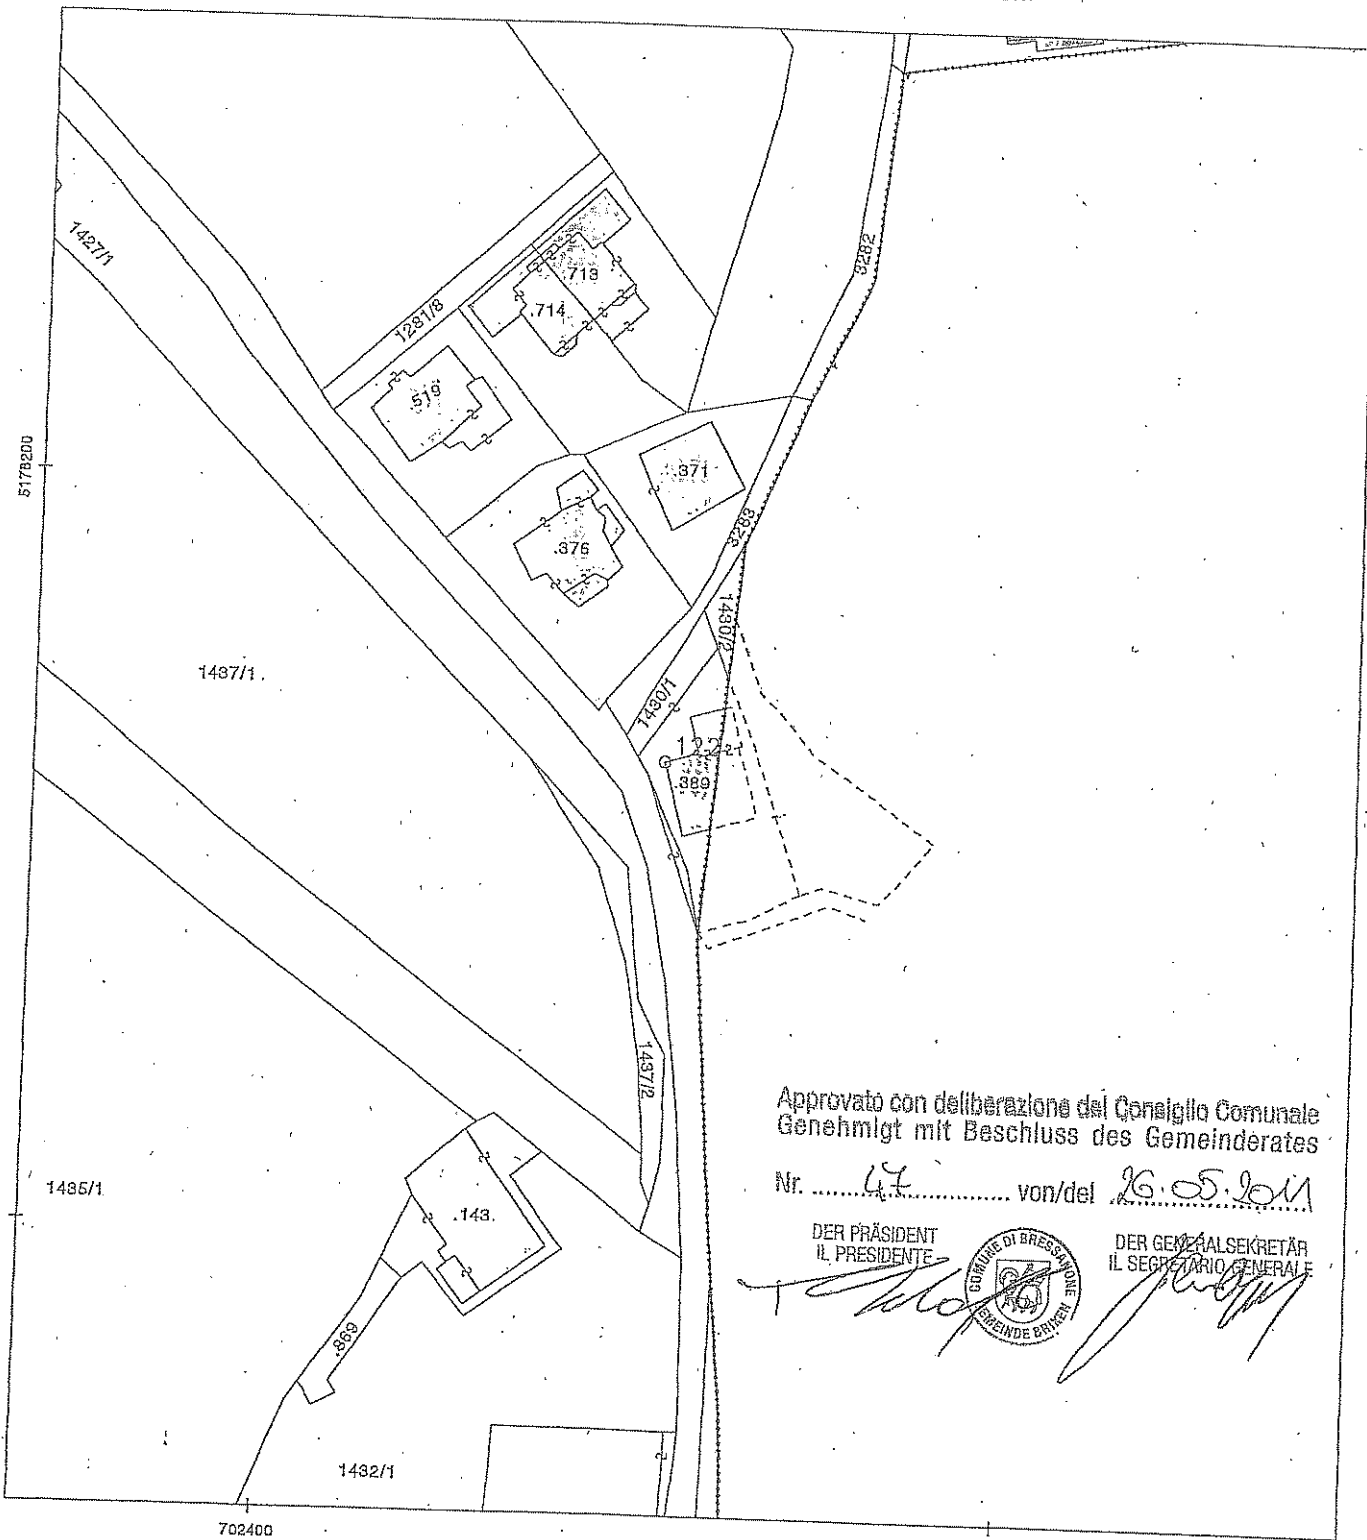 1427/1
3282
.713
.714
1281/8
.519
5178200
.371
3283
.376
1430/2
1437/1
1430/1
122
.389
1437/2
Approvato con deliberazione del Consiglio Comunale
Genehmigt mit Beschluss des Gemeinderates
Nr. 47 von/del 26.05.2011
1435/1
.143
DER PRÄSIDENT
IL PRESIDENTE
COMUNE DI BRESSANONE
GEMEINDE BRIXEN
DER GENERALSEKRETÄR
IL SEGRETARIO GENERALE
.869
1432/1
702400